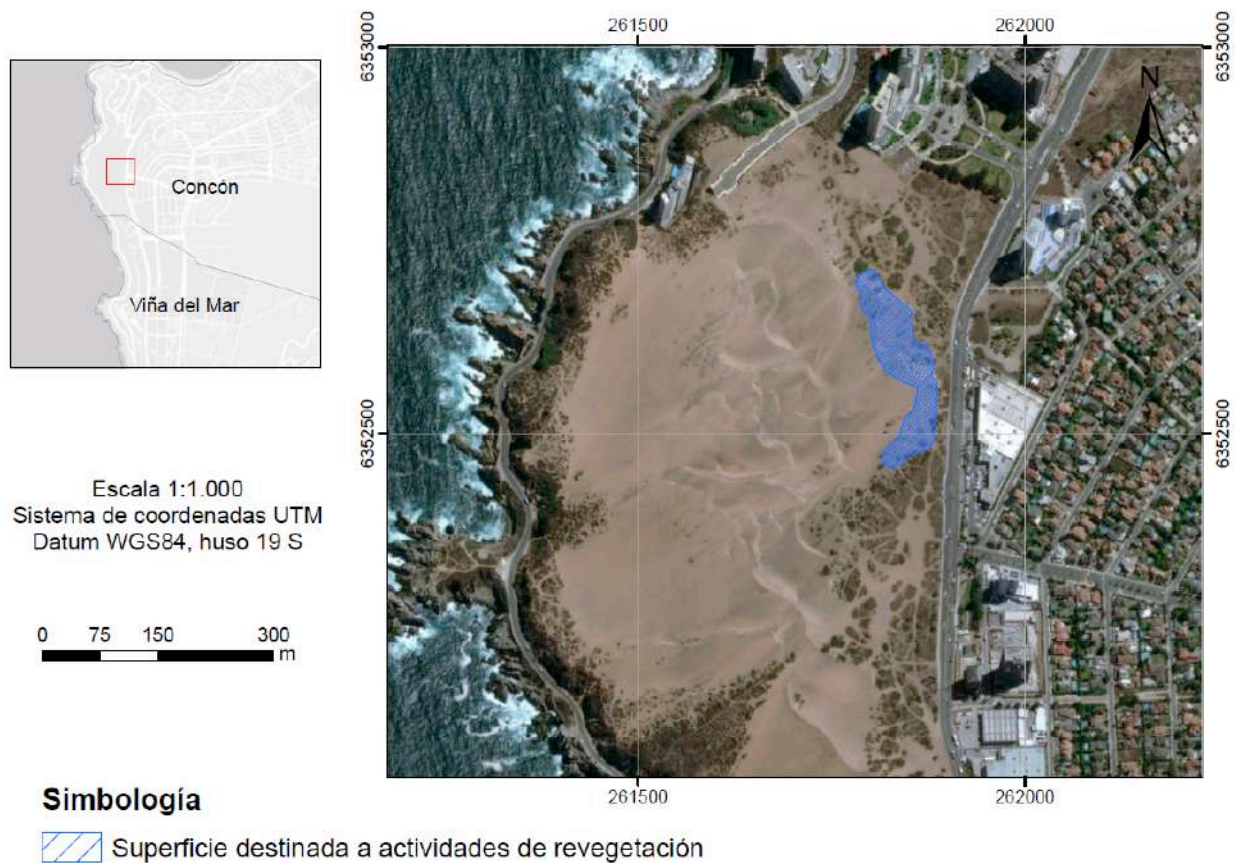 261500
262000
6353000
6353000
N
Concón
Viña del Mar
6352500
6352500
Escala 1:1.000
Sistema de coordenadas UTM
Datum WGS84, huso 19 S
0 75 150 300
m
261500
262000
Simbología
Superficie destinada a actividades de revegetación